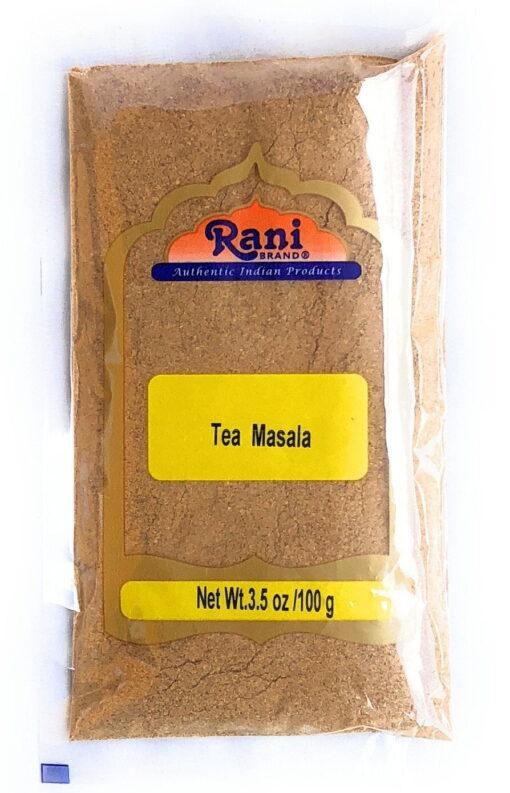 Rani
BRAND®
Authentic Indian Products
Tea Masala
Net Wt.3.5 oz /100 g